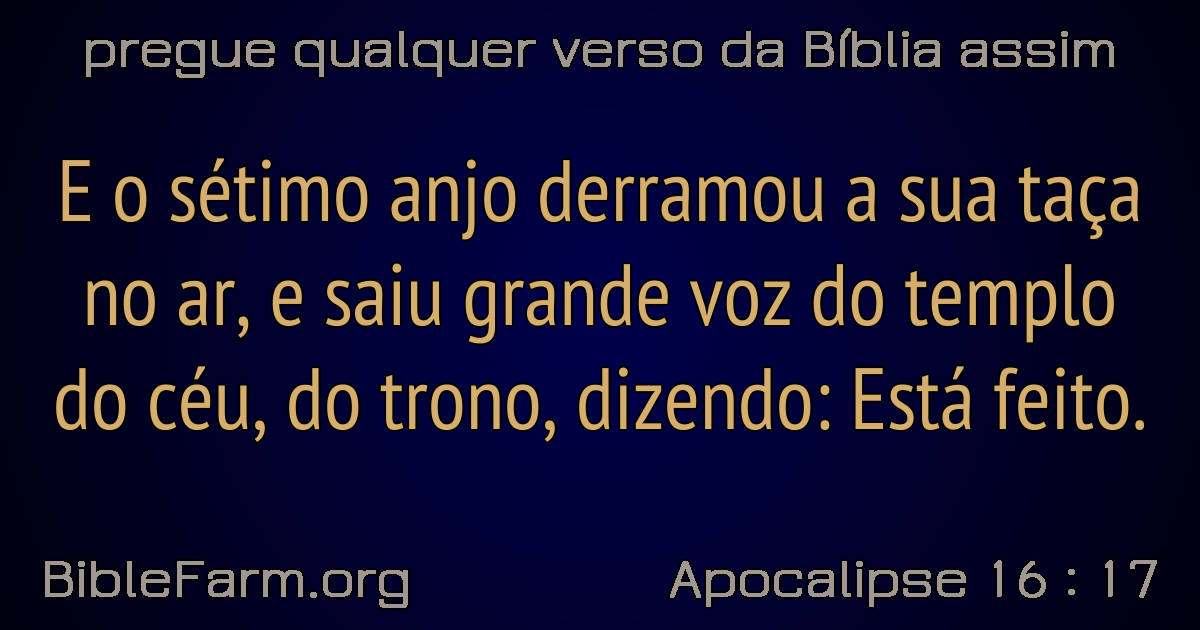 pregue qualquer verso da Bíblia assim
E o sétimo anjo derramou a sua taça
no ar, e saiu grande voz do templo
do céu, do trono, dizendo: Está feito.
BibleFarm.org
Apocalipse 16 : 17